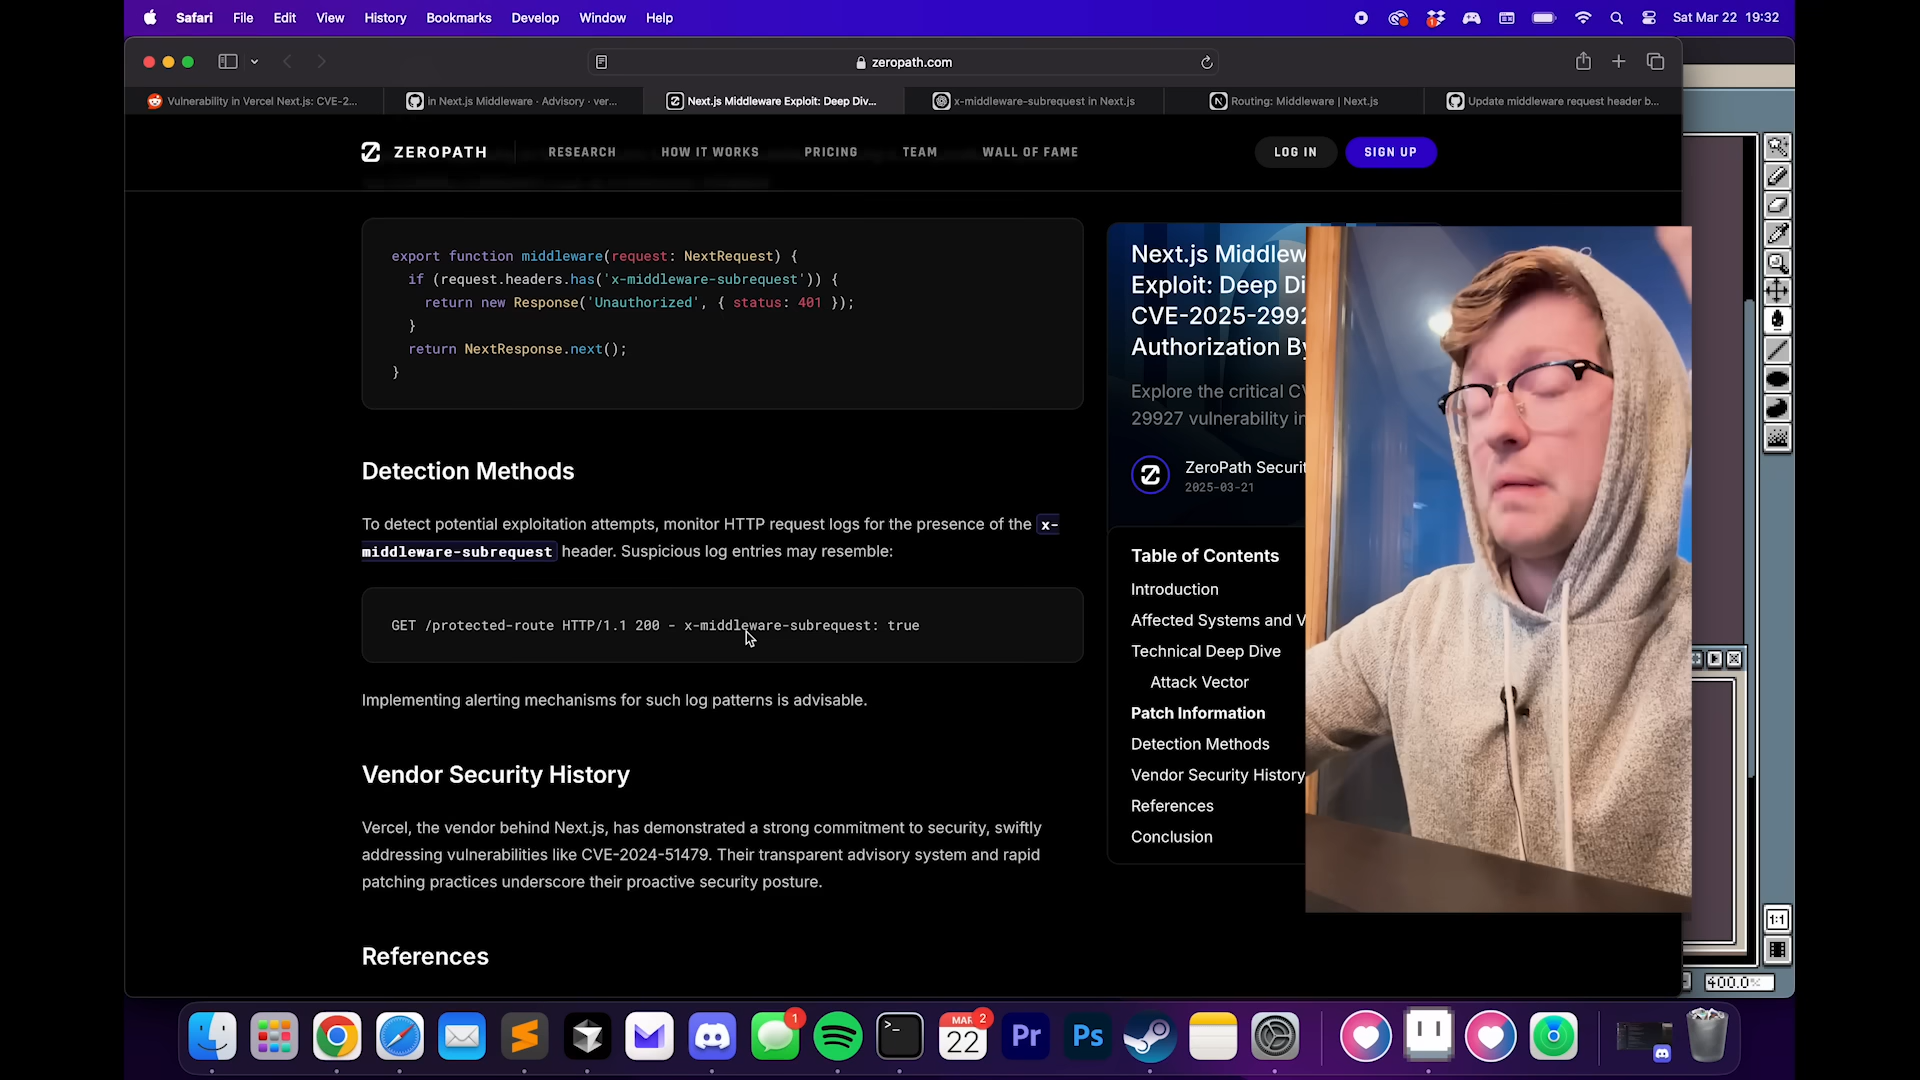 Safari File Edit View History Bookmarks Develop Window Help
1
Sat Mar 22 19:32
zeropath.com
Vulnerability in Vercel Next.js: CVE-2...
in Next.js Middleware · Advisory · ver...
Next.js Middleware Exploit: Deep Div...
x-middleware-subrequest in Next.js
Routing: Middleware | Next.js
Update middleware request header b...
ZEROPATH
RESEARCH
HOW IT WORKS
PRICING
TEAM
WALL OF FAME
LOG IN
SIGN UP
export function middleware(request: NextRequest) {
if (request.headers.has('x-middleware-subrequest')) {
return new Response('Unauthorized', { status: 401 });
}
return NextResponse.next();
}
Detection Methods
To detect potential exploitation attempts, monitor HTTP request logs for the presence of the x-
middleware-subrequest header. Suspicious log entries may resemble:
GET /protected-route HTTP/1.1 200 - x-middleware-subrequest: true
Implementing alerting mechanisms for such log patterns is advisable.
Vendor Security History
Vercel, the vendor behind Next.js, has demonstrated a strong commitment to security, swiftly
addressing vulnerabilities like CVE-2024-51479. Their transparent advisory system and rapid
patching practices underscore their proactive security posture.
References
Next.js Middlew
Exploit: Deep Di
CVE-2025-2992
Authorization By
Explore the critical CV
29927 vulnerability in
ZeroPath Securit
2025-03-21
Table of Contents
Introduction
Affected Systems and V
Technical Deep Dive
Attack Vector
Patch Information
Detection Methods
Vendor Security History
References
Conclusion
1:1
400.0%
1
MAR
2
22
Pr
Ps